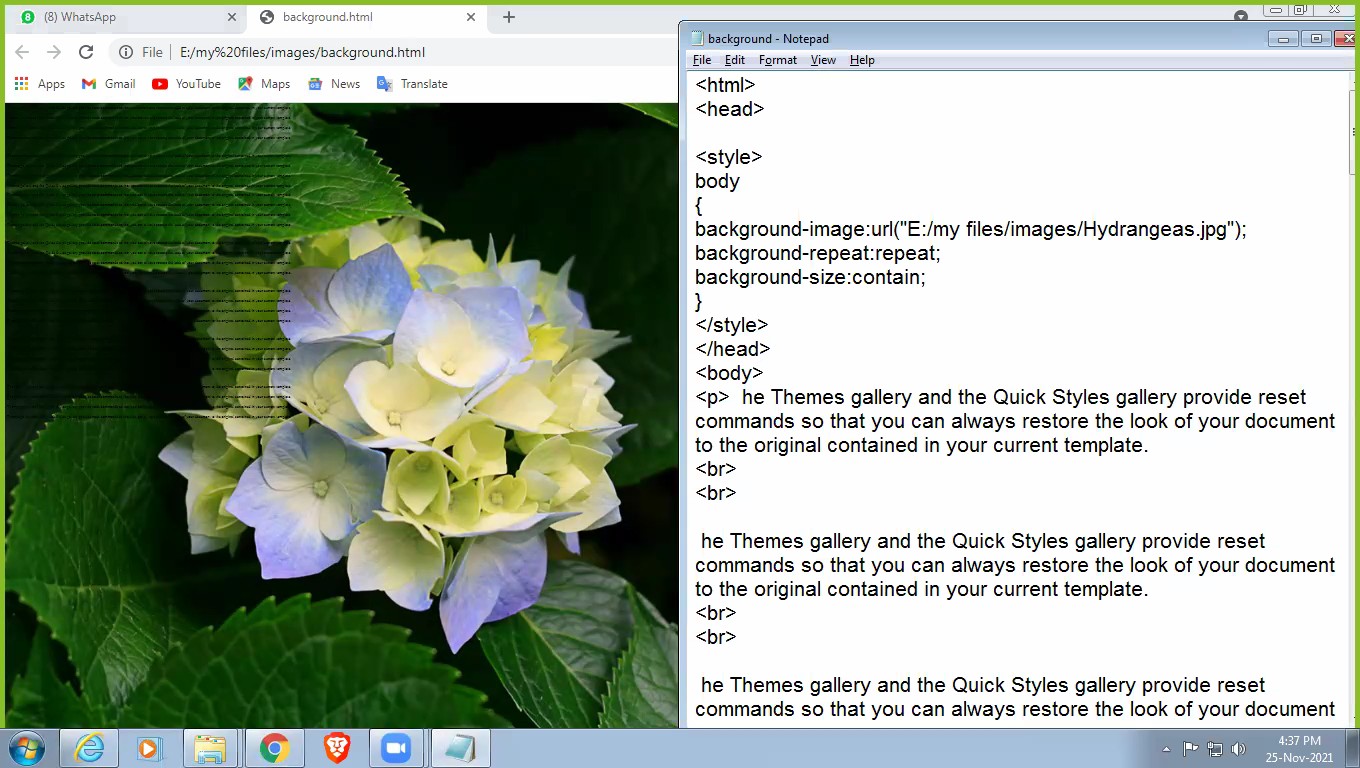 (8) WhatsApp
background.html
File
E:/my%20files/images/background.html
Apps
Gmail
YouTube
Maps
News
Translate
background - Notepad
File Edit Format View Help
<html>
<head>
<style>
body
{
background-image:url("E:/my files/images/Hydrangeas.jpg");
background-repeat:repeat;
background-size:contain;
}
</style>
</head>
<body>
<p>  he Themes gallery and the Quick Styles gallery provide reset
commands so that you can always restore the look of your document
to the original contained in your current template.
<br>
<br>
he Themes gallery and the Quick Styles gallery provide reset
commands so that you can always restore the look of your document
to the original contained in your current template.
<br>
<br>
he Themes gallery and the Quick Styles gallery provide reset
commands so that you can always restore the look of your document
4:37 PM
25-Nov-2021